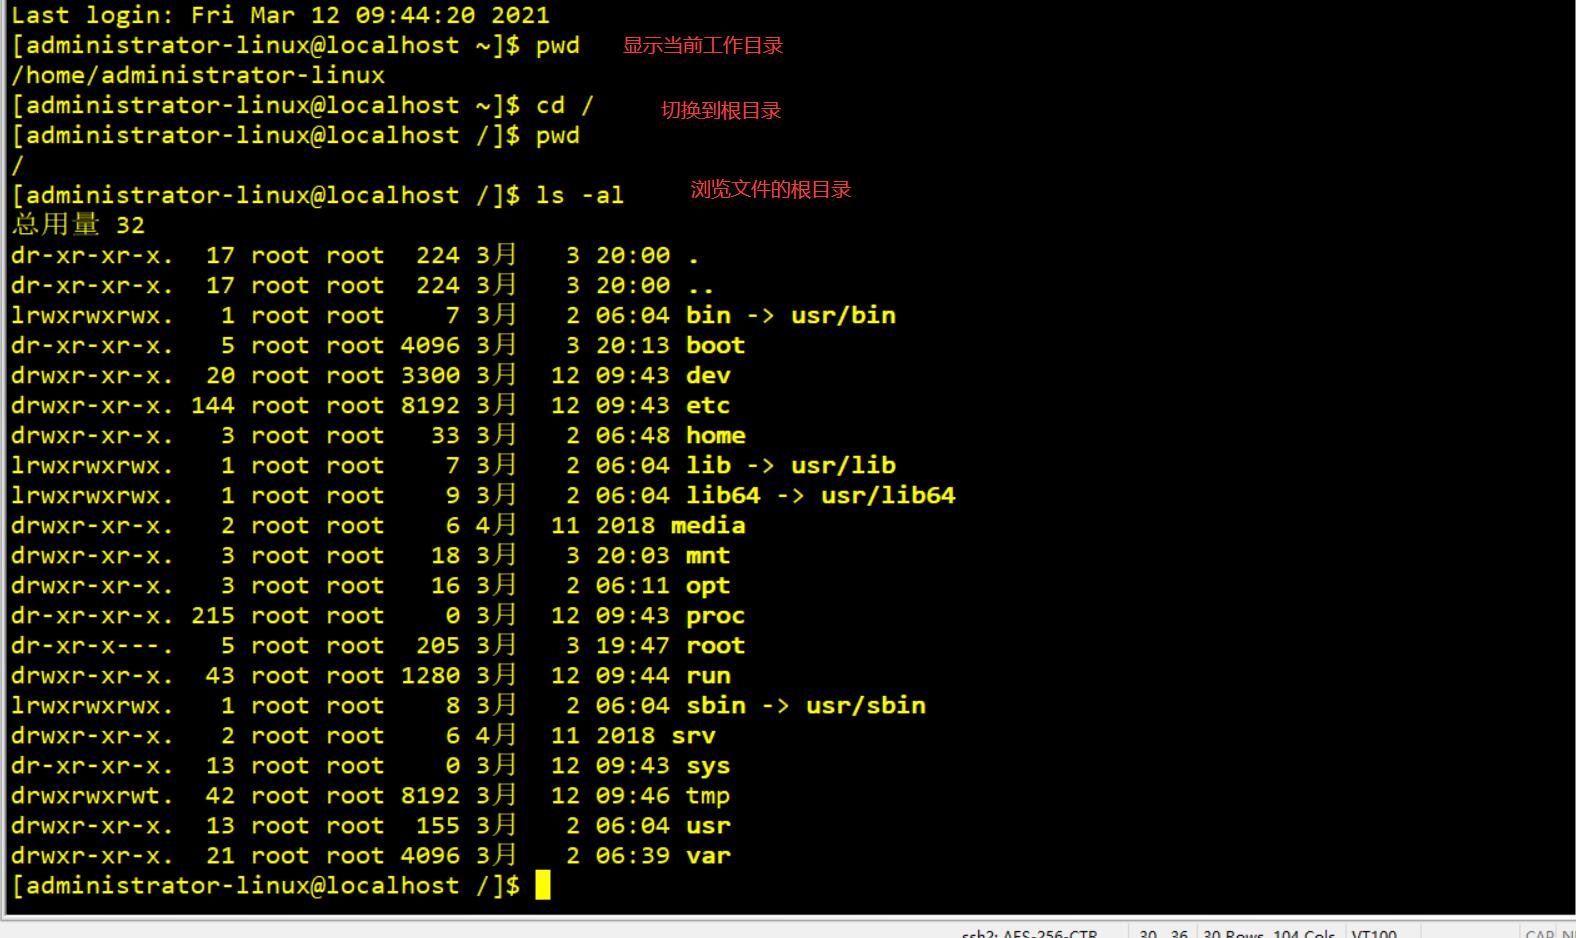 Last login: Fri Mar 12 09:44:20 2021
[administrator-linux@localhost ~]$ pwd 显示当前工作目录
/home/administrator-linux
[administrator-linux@localhost ~]$ cd / 切换到根目录
[administrator-linux@localhost /]$ pwd
/
[administrator-linux@localhost /]$ ls -al 浏览文件的根目录
总用量 32
dr-xr-xr-x.  17 root root  224 3月   3 20:00 .
dr-xr-xr-x.  17 root root  224 3月   3 20:00 ..
lrwxrwxrwx.   1 root root    7 3月   2 06:04 bin -> usr/bin
dr-xr-xr-x.   5 root root 4096 3月   3 20:13 boot
drwxr-xr-x.  20 root root 3300 3月  12 09:43 dev
drwxr-xr-x. 144 root root 8192 3月  12 09:43 etc
drwxr-xr-x.   3 root root   33 3月   2 06:48 home
lrwxrwxrwx.   1 root root    7 3月   2 06:04 lib -> usr/lib
lrwxrwxrwx.   1 root root    9 3月   2 06:04 lib64 -> usr/lib64
drwxr-xr-x.   2 root root    6 4月  11 2018 media
drwxr-xr-x.   3 root root   18 3月   3 20:03 mnt
drwxr-xr-x.   3 root root   16 3月   2 06:11 opt
dr-xr-xr-x. 215 root root    0 3月  12 09:43 proc
dr-xr-x---.   5 root root  205 3月   3 19:47 root
drwxr-xr-x.  43 root root 1280 3月  12 09:44 run
lrwxrwxrwx.   1 root root    8 3月   2 06:04 sbin -> usr/sbin
drwxr-xr-x.   2 root root    6 4月  11 2018 srv
dr-xr-xr-x.  13 root root    0 3月  12 09:43 sys
drwxrwxrwt.  42 root root 8192 3月  12 09:46 tmp
drwxr-xr-x.  13 root root  155 3月   2 06:04 usr
drwxr-xr-x.  21 root root 4096 3月   2 06:39 var
[administrator-linux@localhost /]$
ssh2: AES-256-CTR 30, 36 30 Rows, 104 Cols VT100 CAP